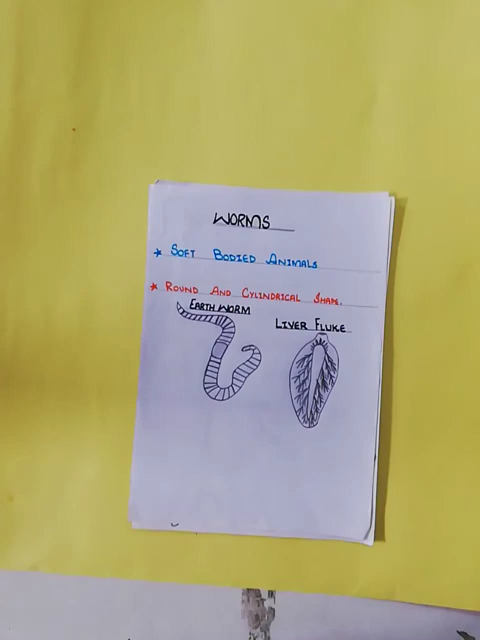 WORMS
SOFT BODIED ANIMALS
ROUND AND CYLINDRICAL SHAPE.
EARTH WORM
LIVER FLUKE